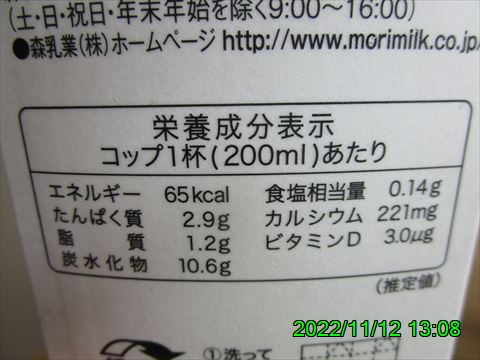 (土・日・祝日・年末年始を除く9:00～16:00)
●森乳業(株)ホームページ http://www.morimilk.co.jp/
栄養成分表示
コップ1杯(200ml)あたり
エネルギー 65kcal
たんぱく質 2.9g
脂質 1.2g
炭水化物 10.6g
食塩相当量 0.14g
カルシウム 221mg
ビタミンD 3.0μg
(推定値)
①洗って
2022/11/12 13:08